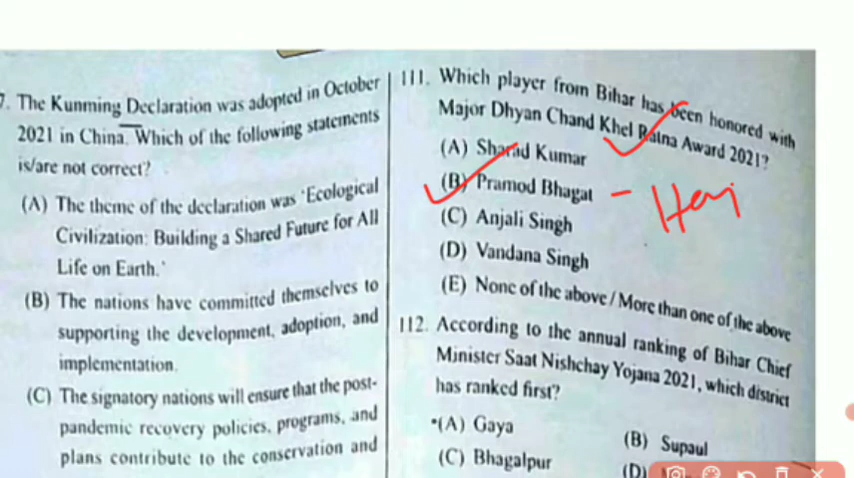 7. The Kunming Declaration was adopted in October
2021 in China. Which of the following statements
is/are not correct?
(A) The theme of the declaration was 'Ecological
Civilization: Building a Shared Future for All
Life on Earth.'
(B) The nations have committed themselves to
supporting the development, adoption, and
implementation.
(C) The signatory nations will ensure that the post-
pandemic recovery policies, programs, and
plans contribute to the conservation and
111. Which player from Bihar has been honored with
Major Dhyan Chand Khel Ratna Award 2021?
(A) Sharad Kumar
(B) Pramod Bhagat –
(C) Anjali Singh
(D) Vandana Singh
(E) None of the above / More than one of the above
112. According to the annual ranking of Bihar Chief
Minister Saat Nishchay Yojana 2021, which district
has ranked first?
(A) Gaya
(B) Supaul
(C) Bhagalpur
(D)